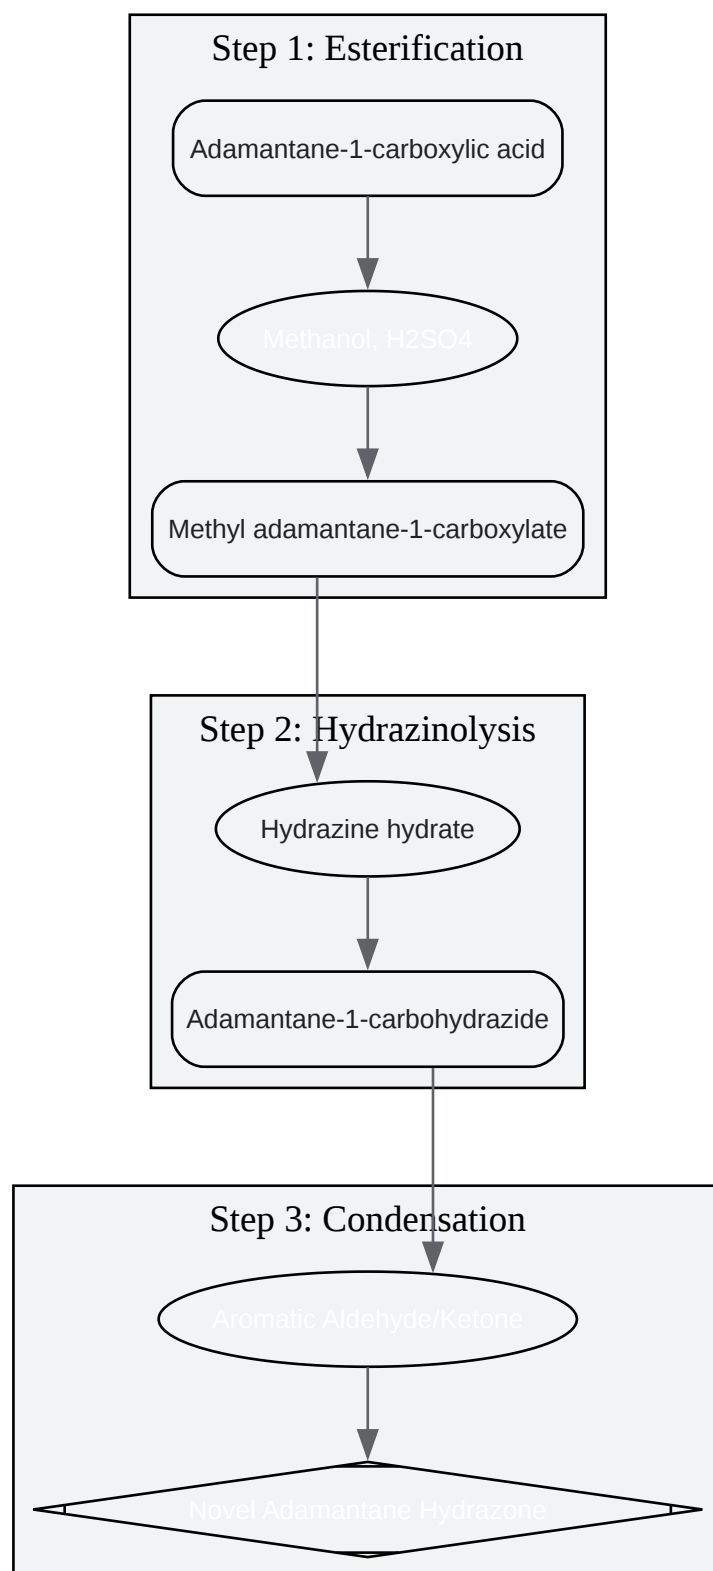 Step 1: Esterification
Adamantane-1-carboxylic acid
Methanol, H2SO4
Methyl adamantane-1-carboxylate
Step 2: Hydrazinolysis
Hydrazine hydrate
Adamantane-1-carbohydrazide
Step 3: Condensation
Aromatic Aldehyde/Ketone
Novel Adamantane Hydrazone